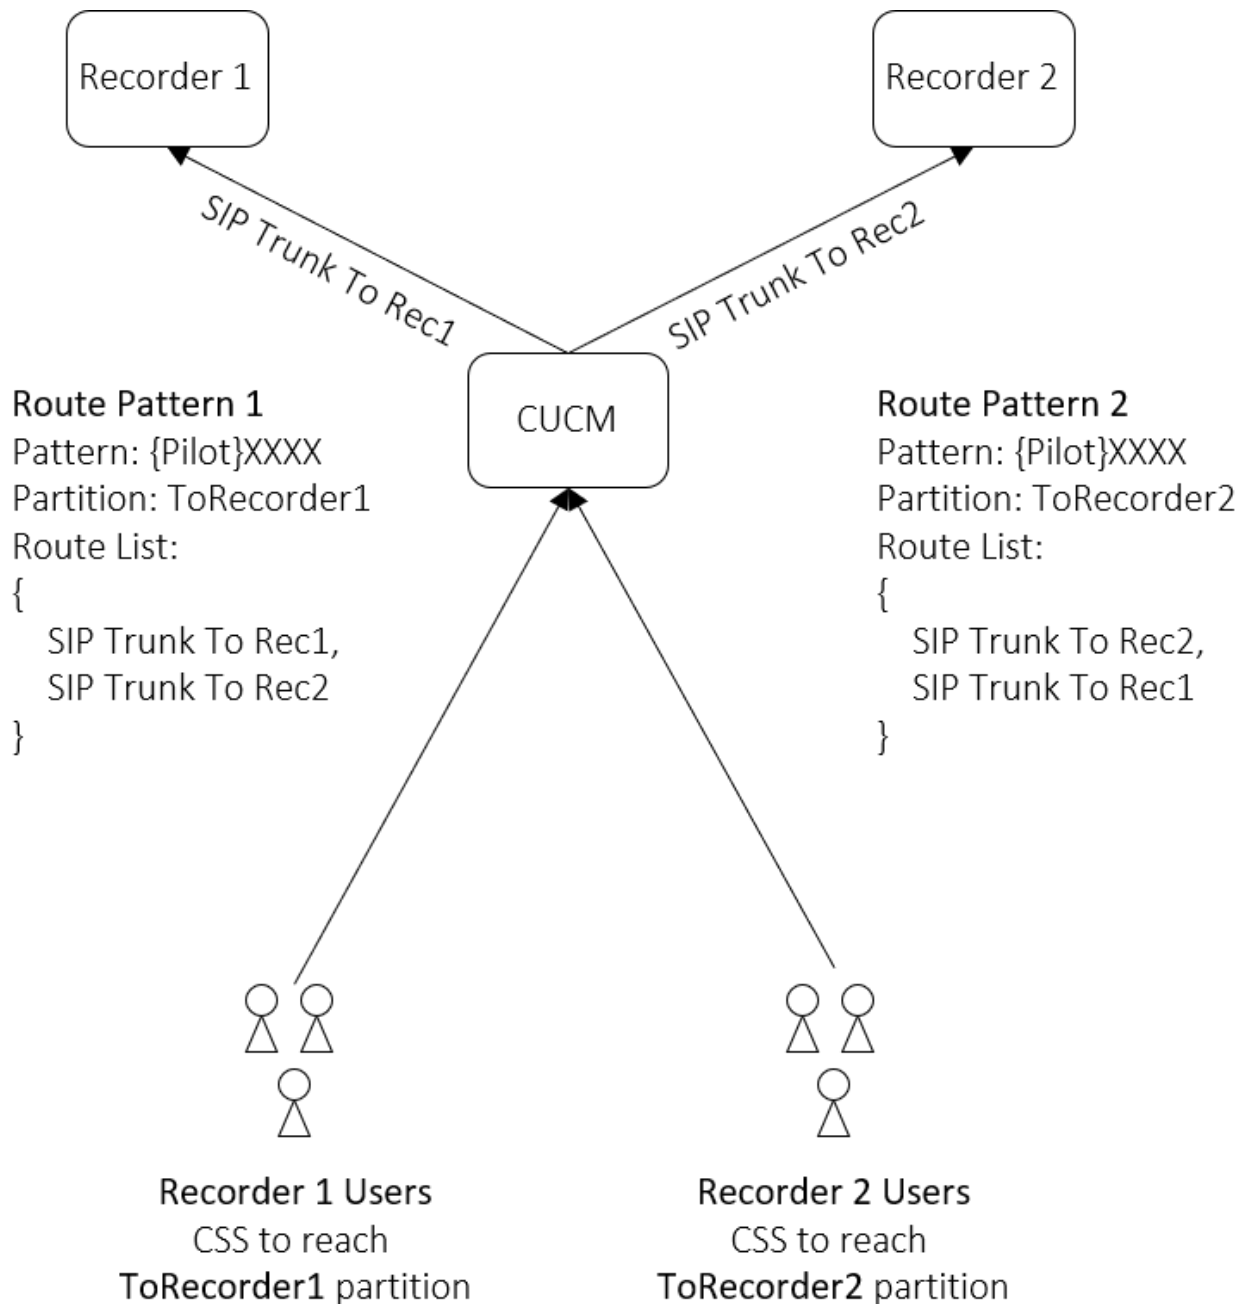 Recorder 1
Recorder 2
SIP Trunk To Rec1
SIP Trunk To Rec2
CUCM
Route Pattern 1
Pattern: {Pilot}XXXX
Partition: ToRecorder1
Route List:
{
SIP Trunk To Rec1,
SIP Trunk To Rec2
}
Route Pattern 2
Pattern: {Pilot}XXXX
Partition: ToRecorder2
Route List:
{
SIP Trunk To Rec2,
SIP Trunk To Rec1
}
Recorder 1 Users
CSS to reach
ToRecorder1 partition
Recorder 2 Users
CSS to reach
ToRecorder2 partition